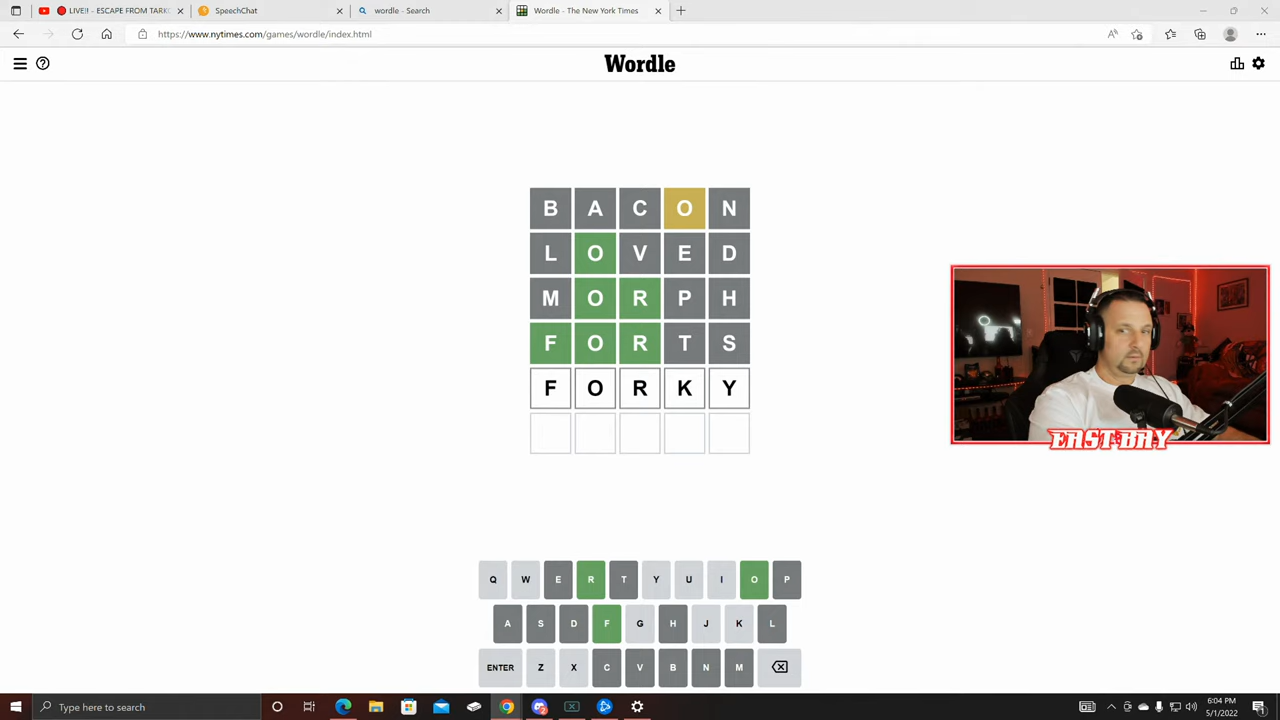 LIVE!! - ESCAPE FROM TARK
SpeechChat
wordle - Search
Wordle - The New York Times
https://www.nytimes.com/games/wordle/index.html
Wordle
B A C O N
L O V E D
M O R P H
F O R T S
F O R K Y
EAST BAY
Q W E R T Y U I O P
A S D F G H J K L
ENTER Z X C V B N M
Type here to search
6:04 PM
5/1/2022